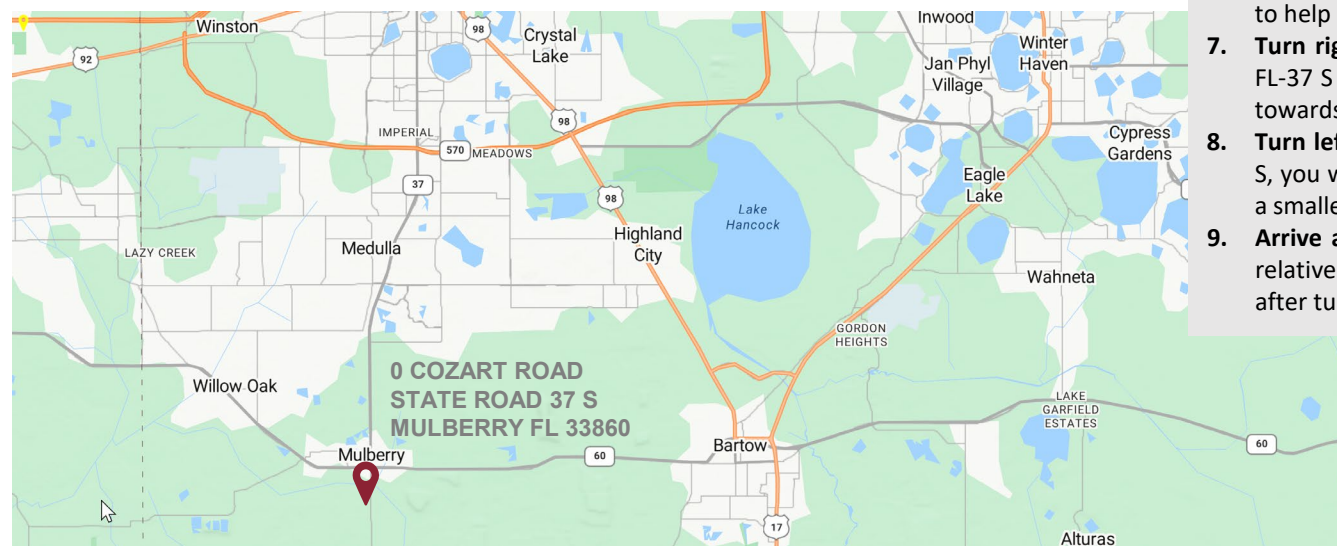 Winston
92
98
Crystal
Lake
Inwood
Winter
Haven
Jan Phyl
Village
Cypress
Gardens
IMPERIAL
570
MEADOWS
98
37
98
Eagle
Lake
Lake
Hancock
Highland
City
LAZY CREEK
Medulla
Wahneta
GORDON
HEIGHTS
Willow Oak
0 COZART ROAD
STATE ROAD 37 S
MULBERRY FL 33860
LAKE
GARFIELD
ESTATES
Mulberry
60
Bartow
60
17
Alturas
to help
7. Turn rig
FL-37 S
towards
8. Turn lef
S, you w
a smalle
9. Arrive a
relative
after tu